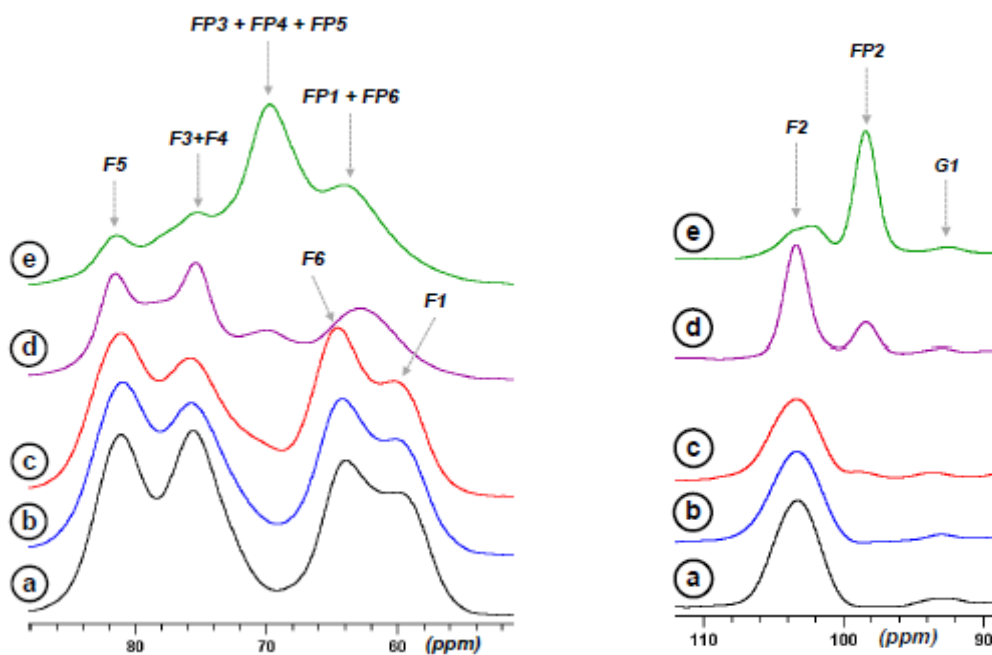 FP3 + FP4 + FP5
FP1 + FP6
F3+F4
F5
F6
F1
e
d
c
b
a
80
70
60
(ppm)
FP2
F2
G1
e
d
c
b
a
110
100
(ppm)
90